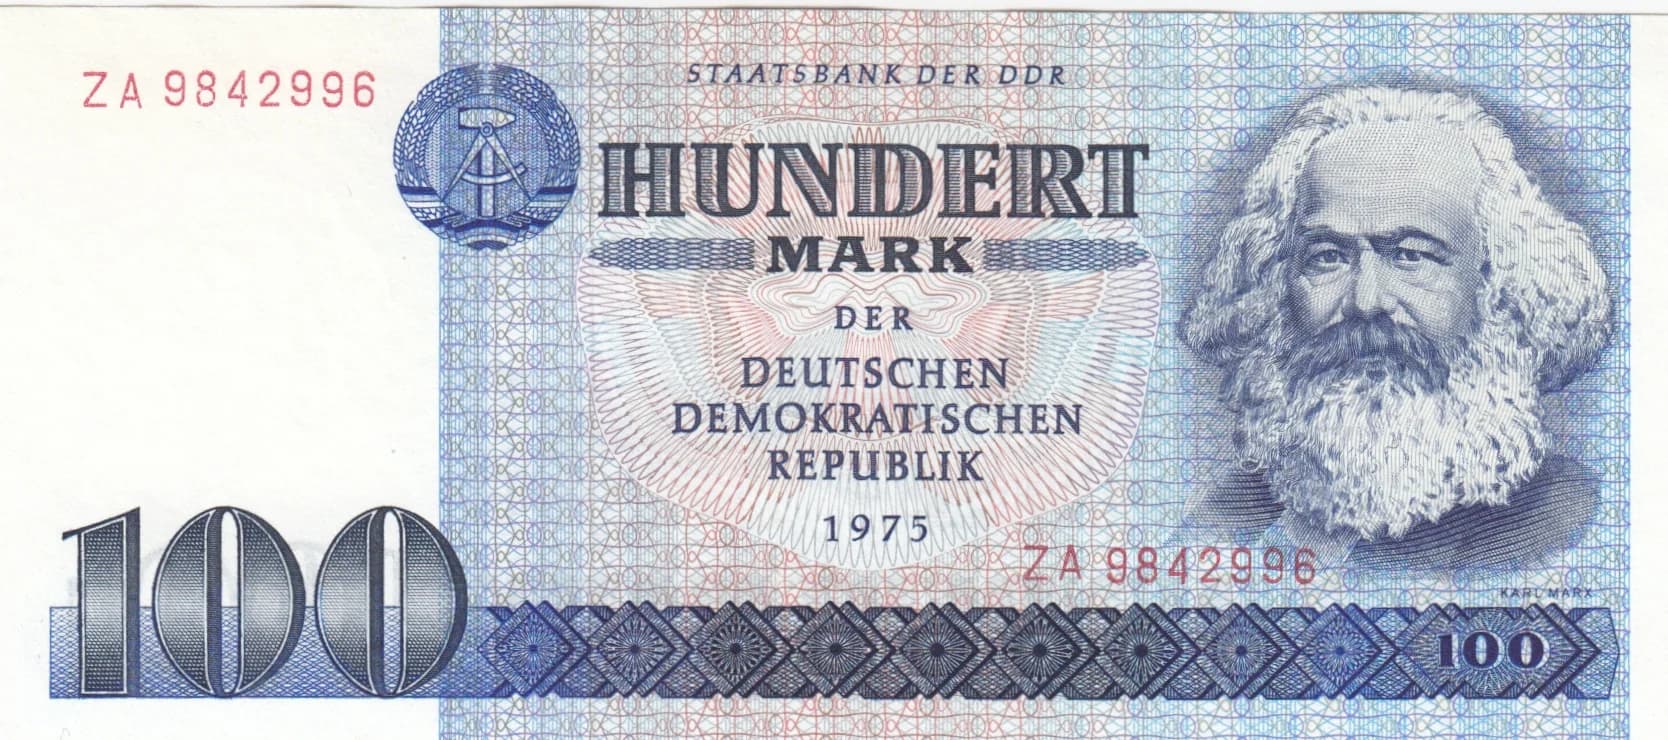 ZA 9842996
STAATSBANK DER DDR
HUNDERT
MARK
DER
DEUTSCHEN
DEMOKRATISCHEN
REPUBLIK
1975
ZA 9842996
KARL MARX
100
100